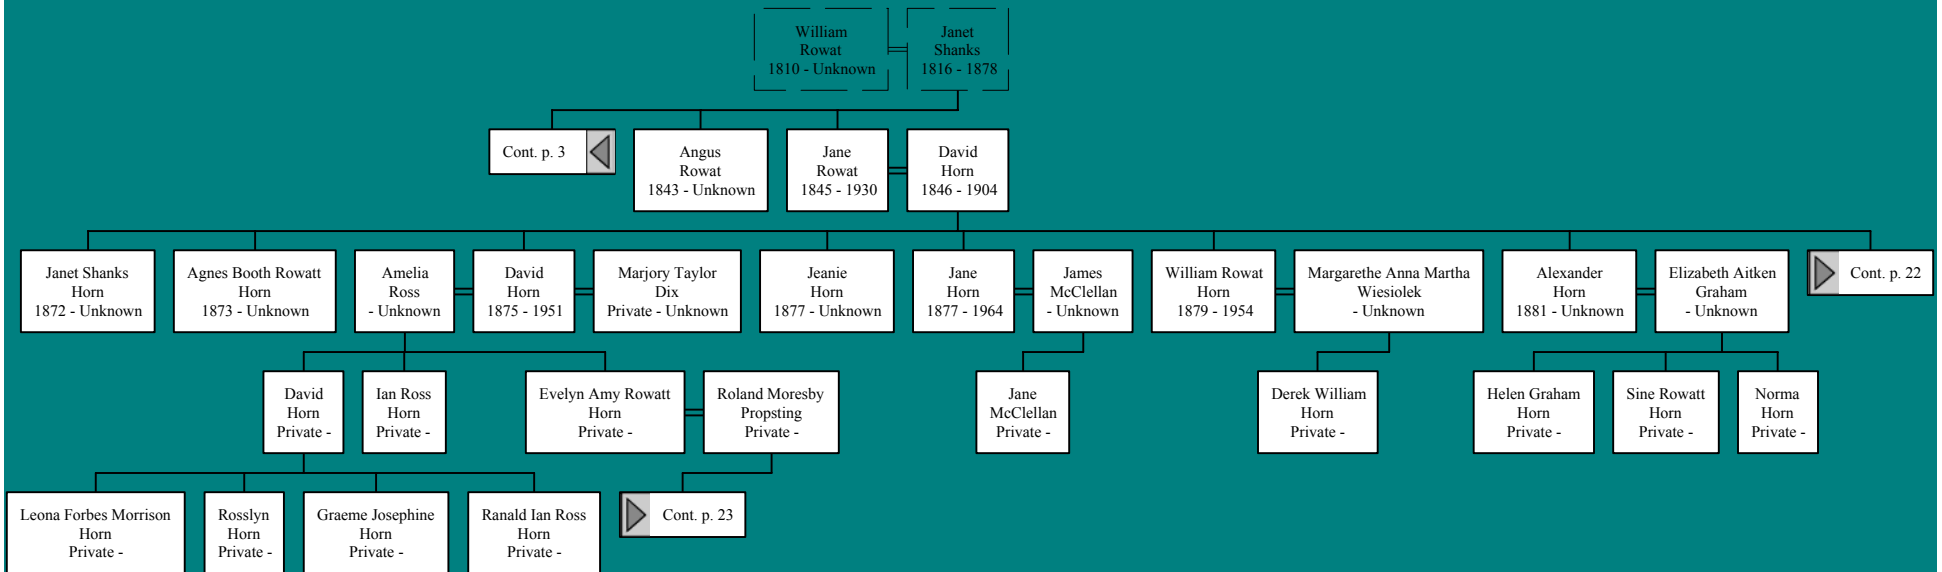 William
Rowat
1810 - Unknown
Janet
Shanks
1816 - 1878
Cont. p. 3
Angus
Rowat
1843 - Unknown
Jane
Rowat
1845 - 1930
David
Horn
1846 - 1904
Janet Shanks
Horn
1872 - Unknown
Agnes Booth Rowatt
Horn
1873 - Unknown
Amelia
Ross
- Unknown
David
Horn
1875 - 1951
Marjory Taylor
Dix
Private - Unknown
Jeanie
Horn
1877 - Unknown
Jane
Horn
1877 - 1964
James
McClellan
- Unknown
William Rowat
Horn
1879 - 1954
Margarethe Anna Martha
Wiesiolek
- Unknown
Alexander
Horn
1881 - Unknown
Elizabeth Aitken
Graham
- Unknown
Cont. p. 22
David
Horn
Private -
Ian Ross
Horn
Private -
Evelyn Amy Rowatt
Horn
Private -
Roland Moresby
Propsting
Private -
Jane
McClellan
Private -
Derek William
Horn
Private -
Helen Graham
Horn
Private -
Sine Rowatt
Horn
Private -
Norma
Horn
Private -
Leona Forbes Morrison
Horn
Private -
Rosslyn
Horn
Private -
Graeme Josephine
Horn
Private -
Ranald Ian Ross
Horn
Private -
Cont. p. 23